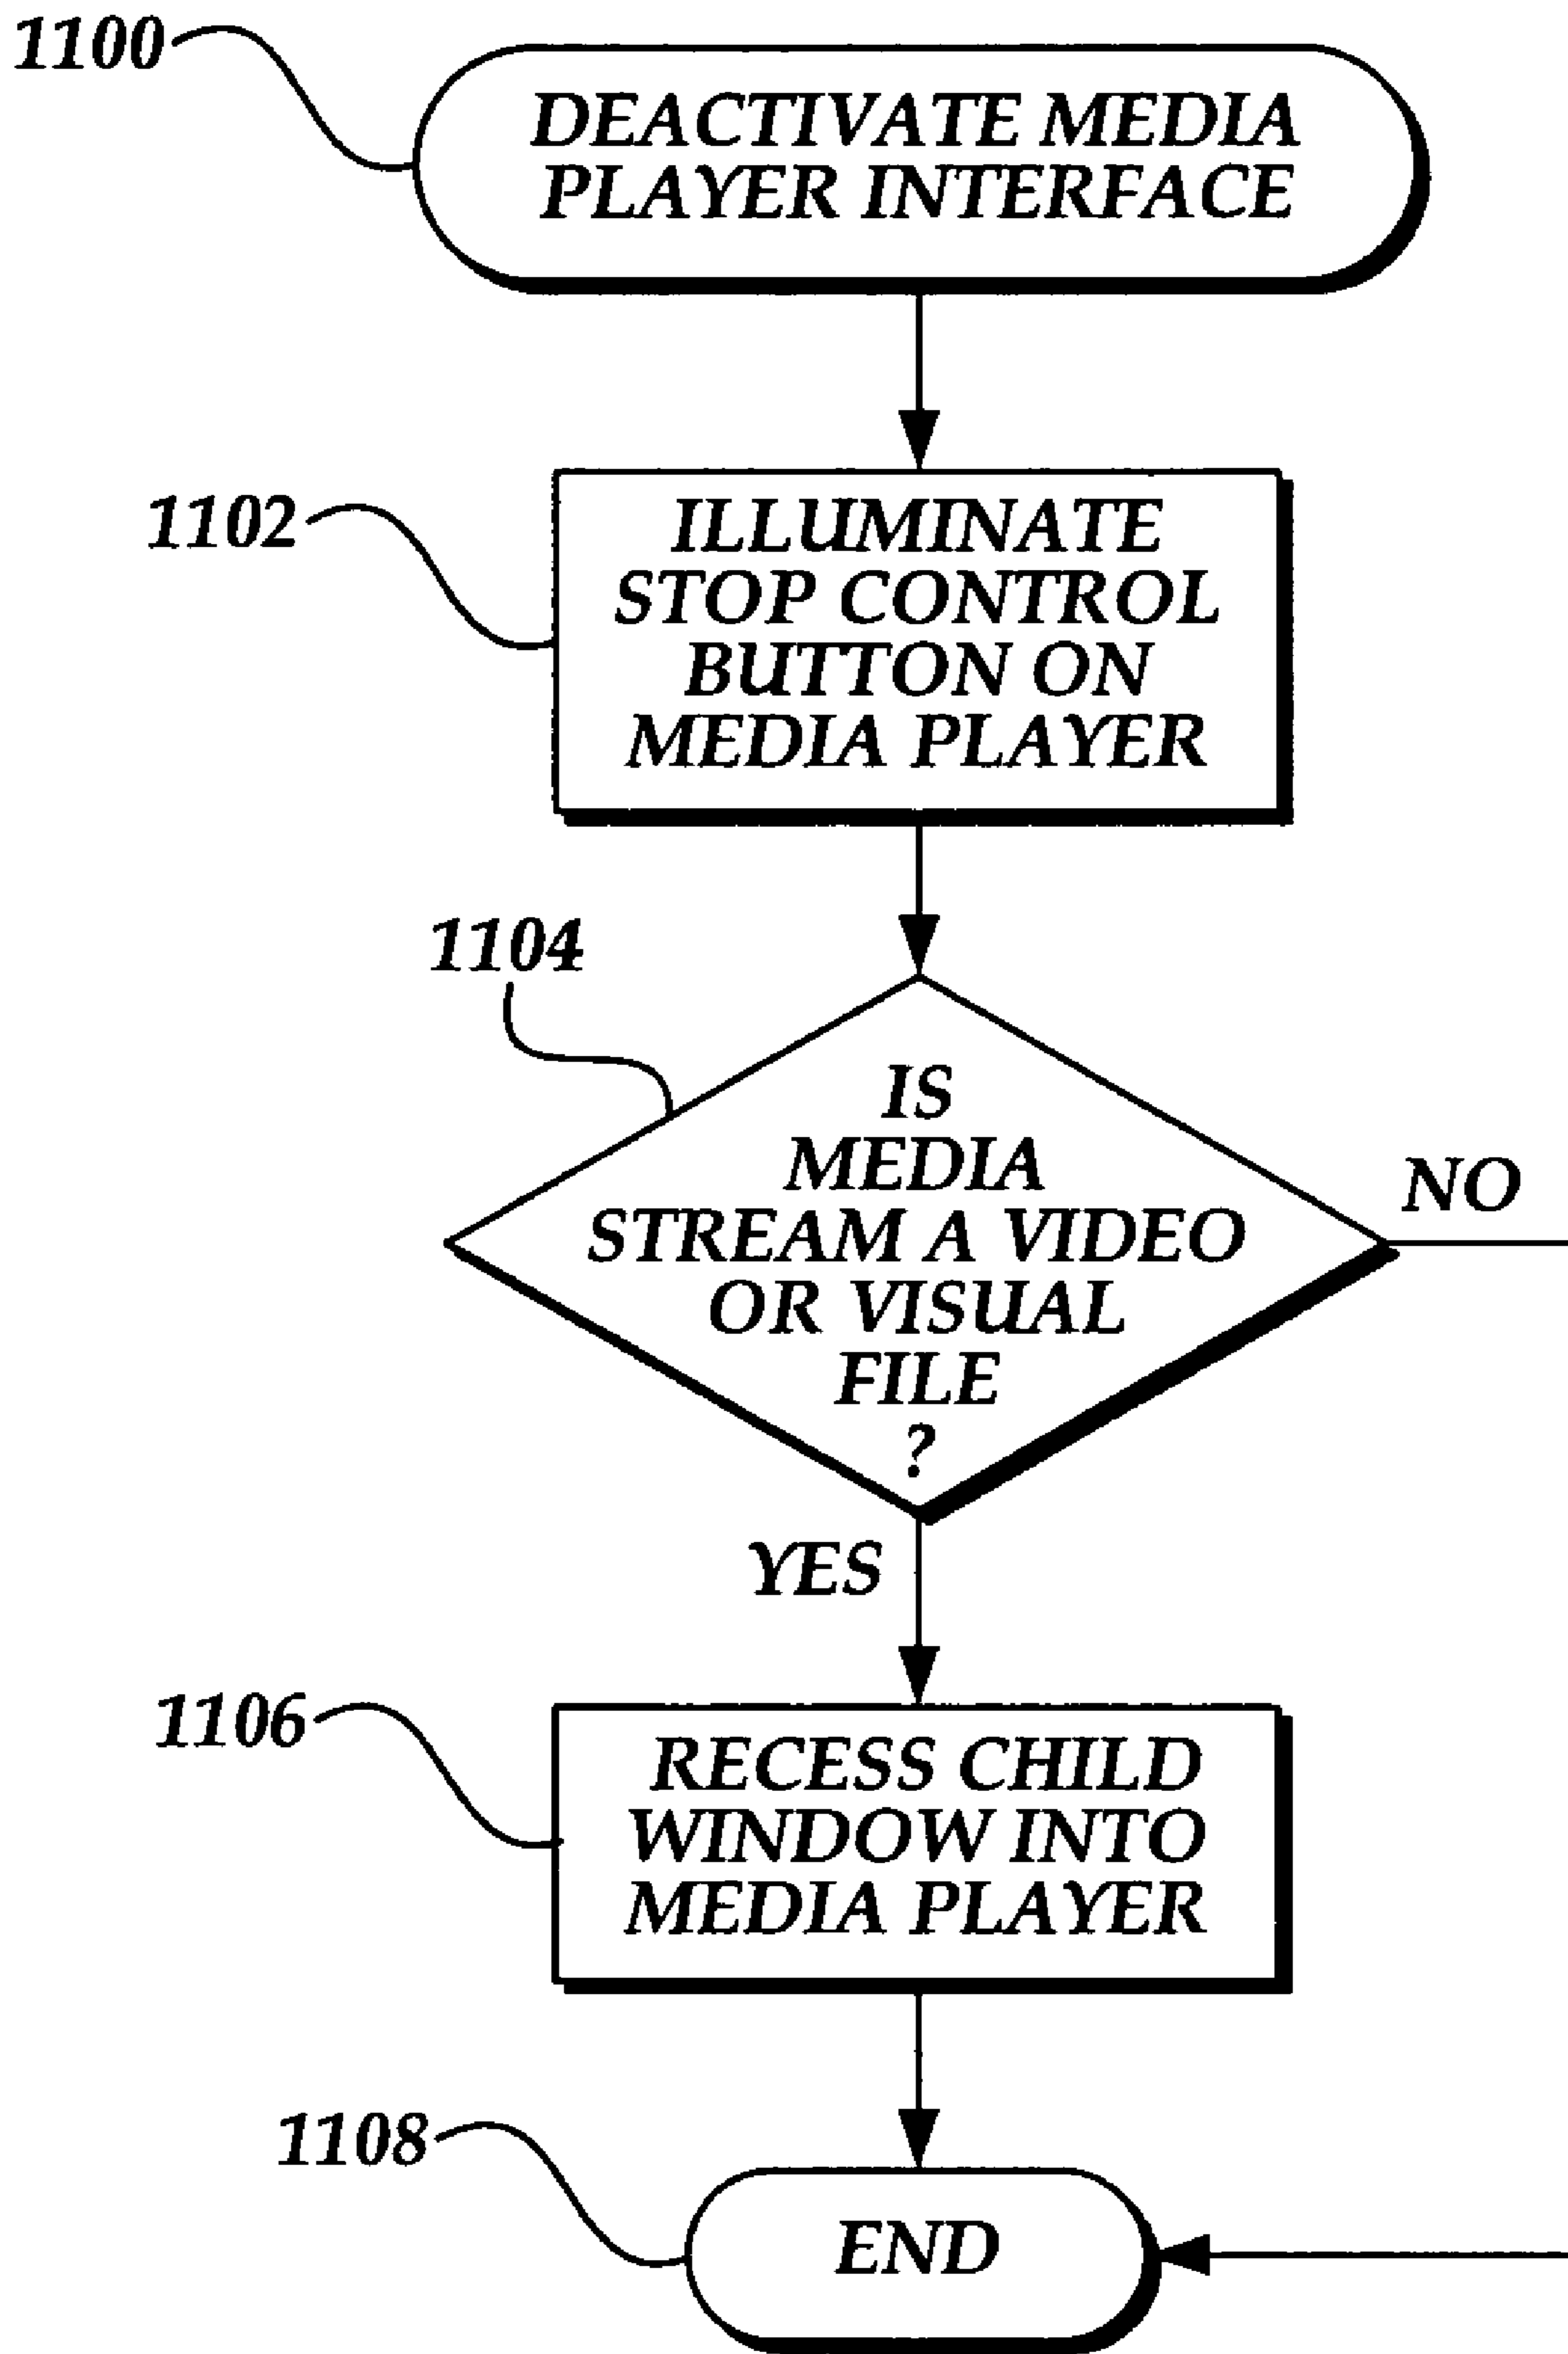 1100
DEACTIVATE MEDIA
PLAYER INTERFACE
1102
ILLUMINATE
STOP CONTROL
BUTTON ON
MEDIA PLAYER
1104
IS
MEDIA
STREAM A VIDEO
OR VISUAL
FILE
?
NO
YES
1106
RECESS CHILD
WINDOW INTO
MEDIA PLAYER
1108
END